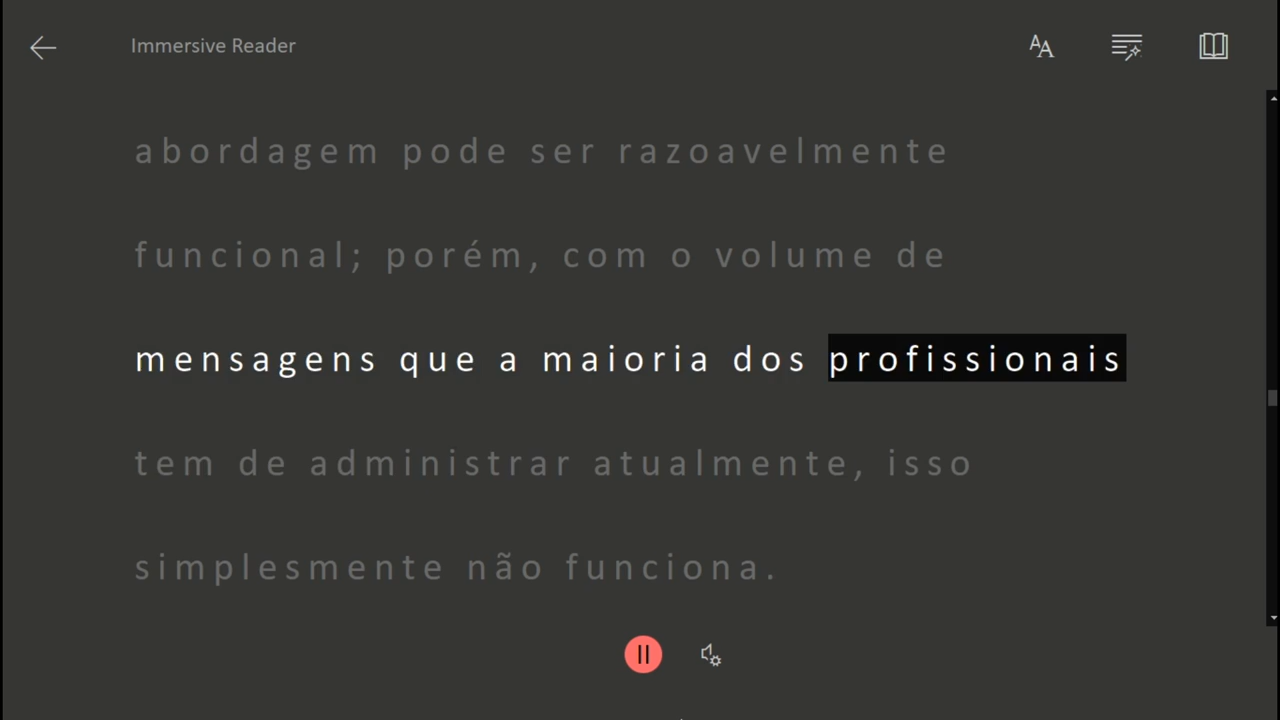 Immersive Reader
abordagem pode ser razoavelmente
funcional; porém, com o volume de
mensagens que a maioria dos profissionais
tem de administrar atualmente, isso
simplesmente não funciona.